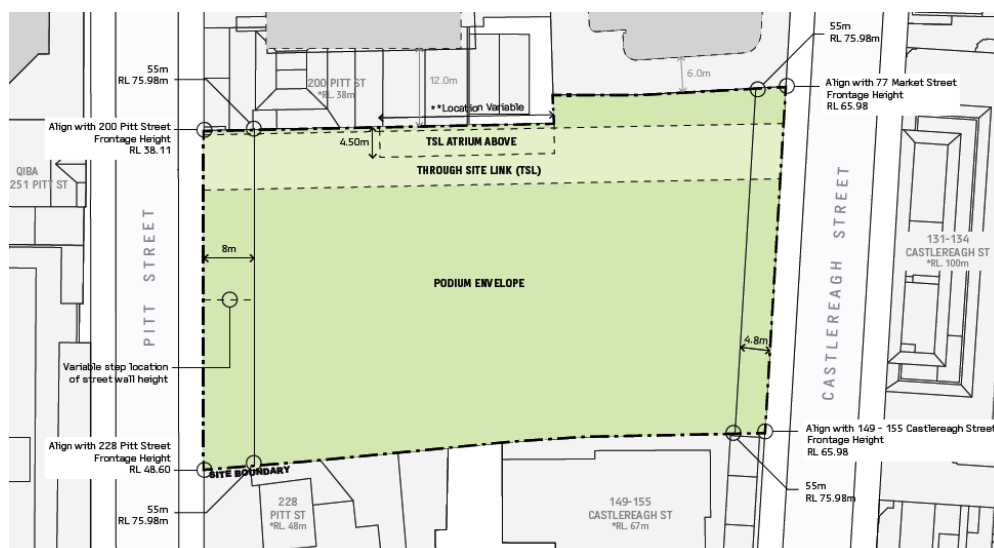 55m
RL 75.98m
55m
RL 75.98m
200 PITT ST
*RL. 38m
12.0m
6.0m
Align with 77 Market Street
Frontage Height
RL 65.98
**Location Variable
Align with 200 Pitt Street
Frontage Height
RL 38.11
4.50m
TSL ATRIUM ABOVE
THROUGH SITE LINK (TSL)
QIBA
251 PITT ST
PITT STREET
8m
PODIUM ENVELOPE
CASTLEREAGH STREET
131-134
CASTLEREAGH ST
*RL. 100m
4.8m
Variable step location
of street wall height
Align with 228 Pitt Street
Frontage Height
RL 48.60
SITE BOUNDARY
Align with 149 - 155 Castlereagh Street
Frontage Height
RL 65.98
55m
RL 75.98m
228
PITT ST
*RL. 48m
149-155
CASTLEREAGH ST
*RL. 67m
55m
RL 75.98m